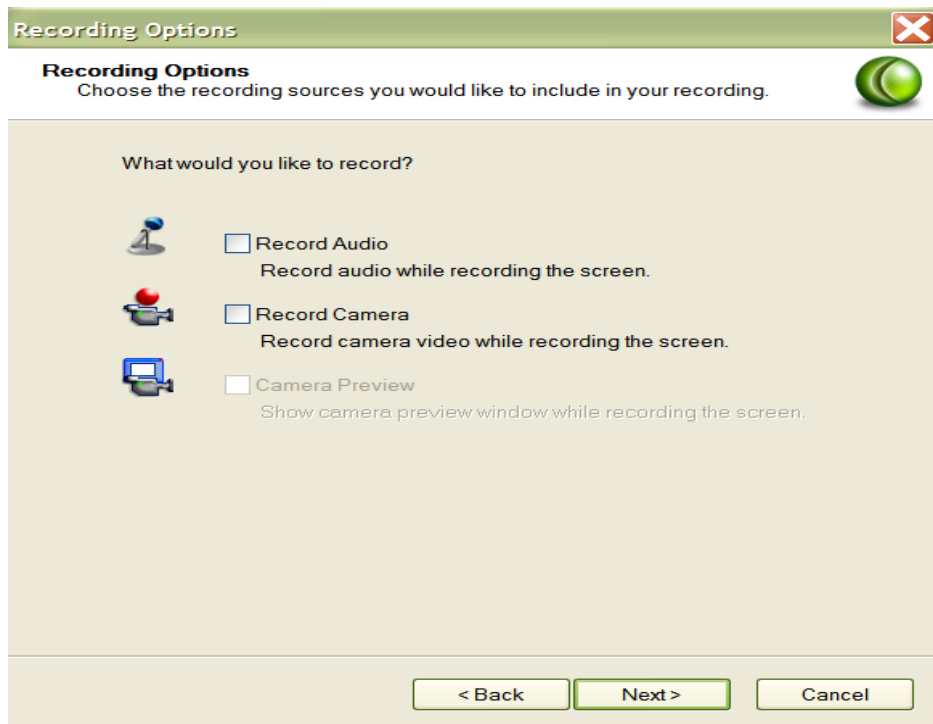 Recording Options
Recording Options
Choose the recording sources you would like to include in your recording.
What would you like to record?
Record Audio
Record audio while recording the screen.
Record Camera
Record camera video while recording the screen.
Camera Preview
Show camera preview window while recording the screen.
< Back Next > Cancel